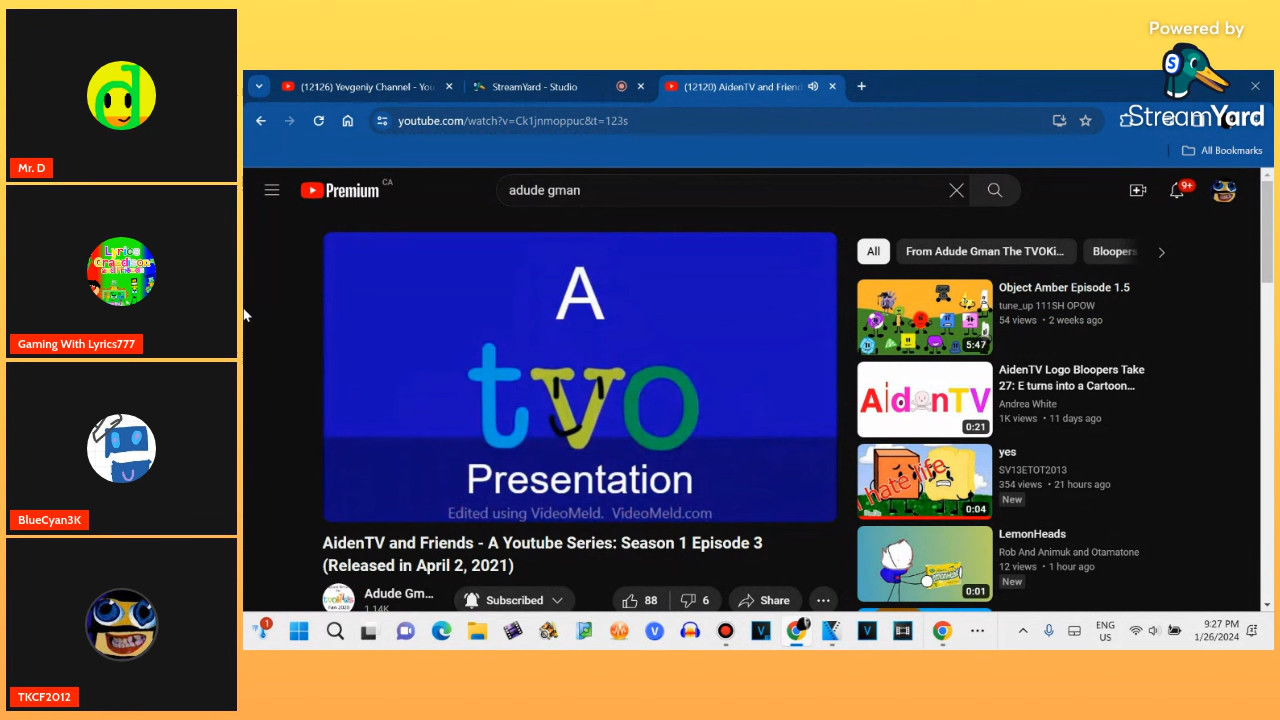 Powered by
StreamYard
Mr. D
Lyrics
Gaming With Lyrics777
BlueCyan3K
TKCF2012
(12126) Yevgeniy Channel - You
StreamYard - Studio
(12120) AidenTV and Friend
youtube.com/watch?v=Ck1jnmoppuc&t=123s
All Bookmarks
Premium CA
adude gman
9+
A
tvo
Presentation
Edited using VideoMeld. VideoMeld.com
AidenTV and Friends - A Youtube Series: Season 1 Episode 3
(Released in April 2, 2021)
Adude Gm...
1.14K
Subscribed
88
6
Share
All
From Adude Gman The TVOKi...
Bloopers
5:47
Object Amber Episode 1.5
tune_up 111SH OPOW
54 views • 2 weeks ago
AidenTV
0:21
AidenTV Logo Bloopers Take
27: E turns into a Cartoon...
Andrea White
1K views • 11 days ago
hate life
0:04
yes
SV13ETOT2013
354 views • 21 hours ago
New
0:01
LemonHeads
Rob And Animuk and Otamatone
12 views • 1 hour ago
New
1
ENG
US
9:27 PM
1/26/2024